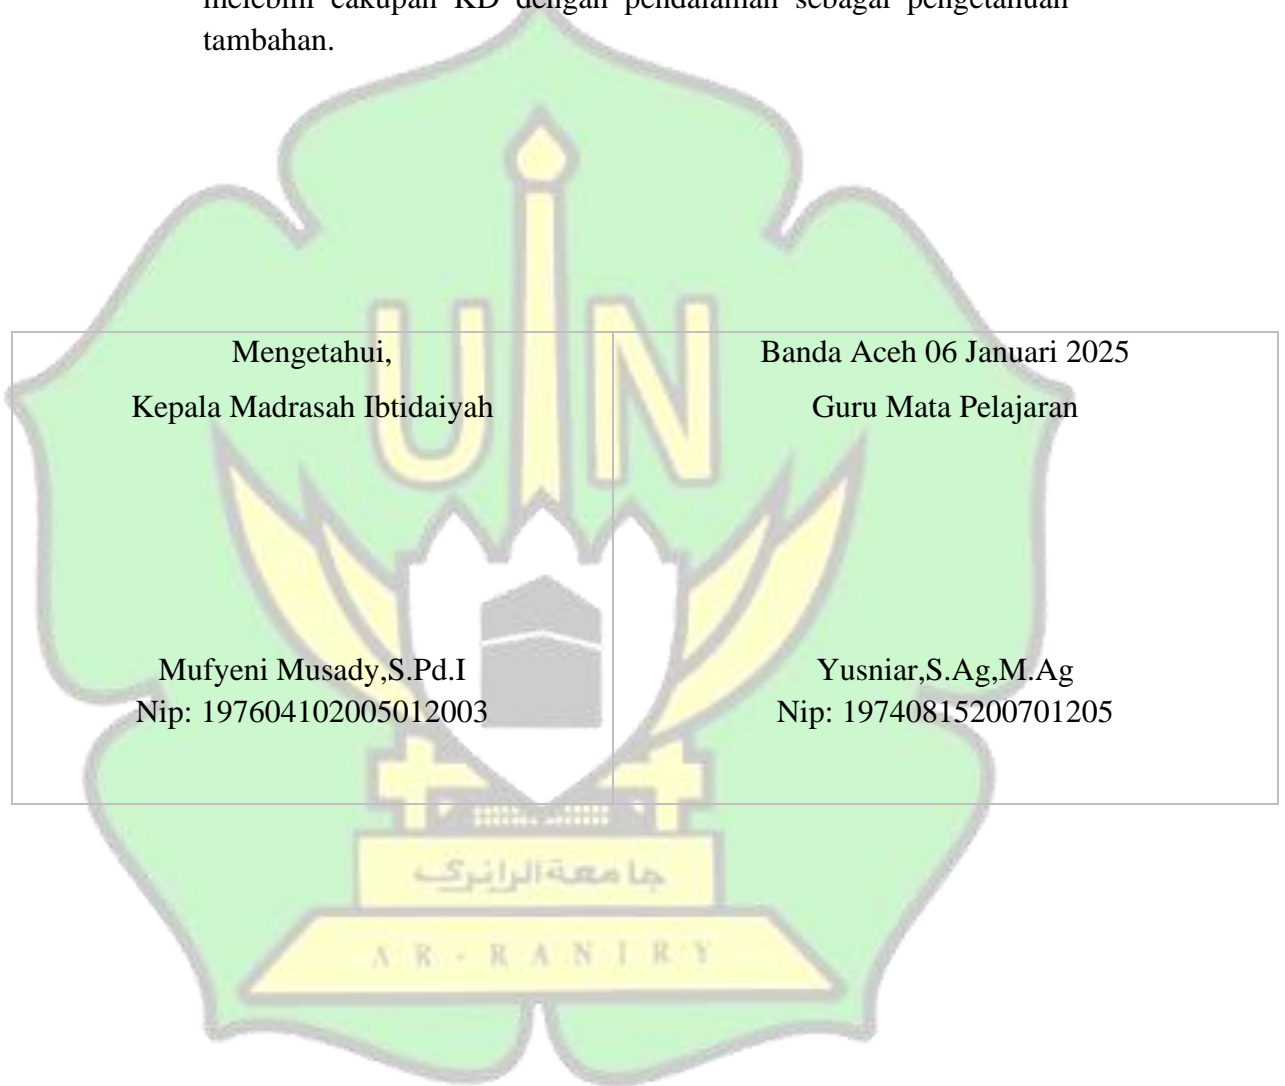 melebihi cakupan KD dengan pendalaman sebagai pengetahuan
tambahan.
UIN
Mengetahui,
Kepala Madrasah Ibtidaiyah
Banda Aceh 06 Januari 2025
Guru Mata Pelajaran
Mufyeni Musady,S.Pd.I
Nip: 197604102005012003
Yusniar,S.Ag,M.Ag
Nip: 19740815200701205
جامعة الرانري
AR-RANIRY